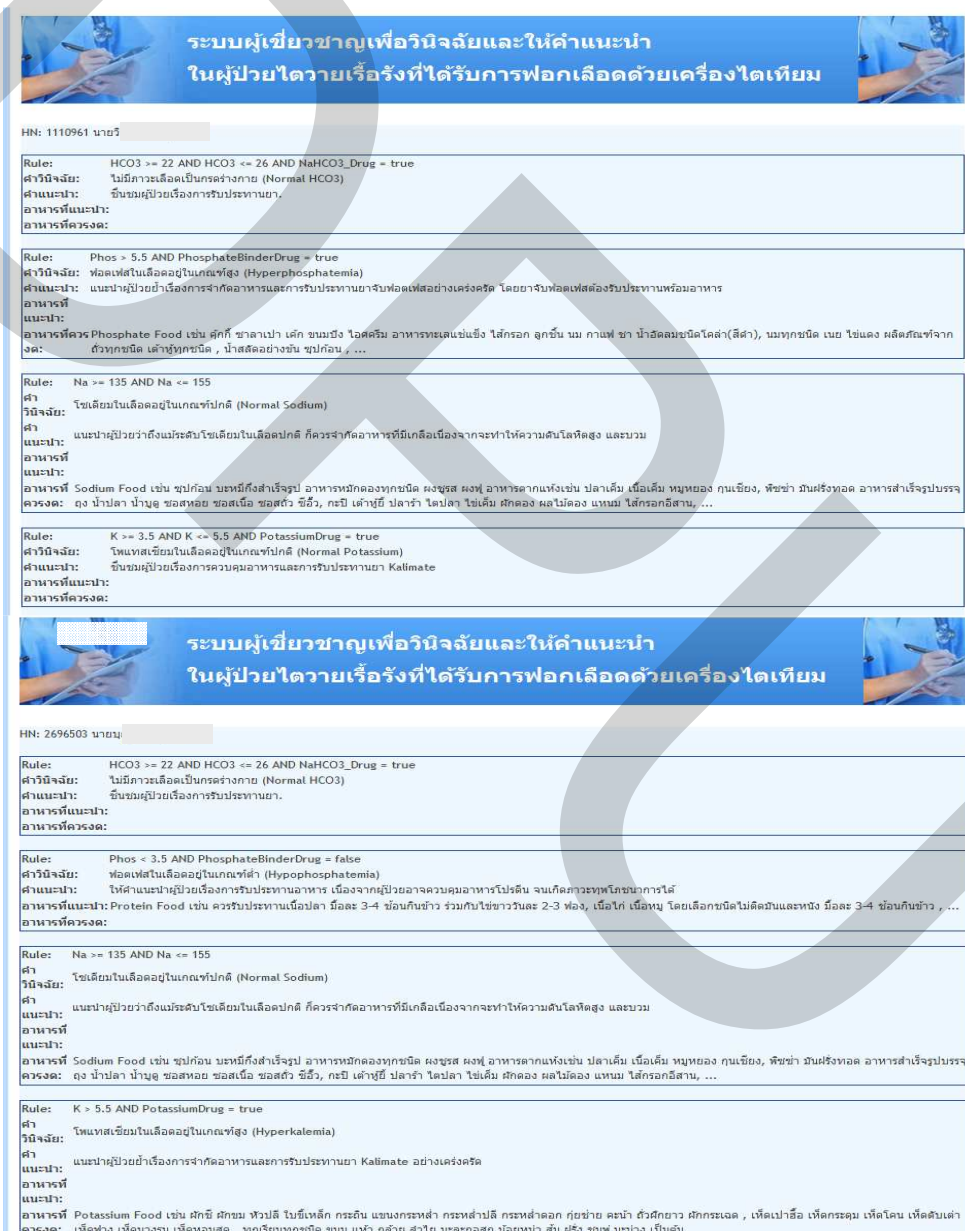 ระบบผู้เชี่ยวชาญเพื่อวินิจฉัยและให้คำแนะนำ
ในผู้ป่วยไตวายเรื้อรังที่ได้รับการฟอกเลือดด้วยเครื่องไตเทียม
HN: 1110961 นายวี
Rule: HCO3 >= 22 AND HCO3 <= 26 AND NaHCO3_Drug = true
คำวินิจฉัย: ไม่มีภาวะเลือดเป็นกรดร่างกาย (Normal HCO3)
คำแนะนำ: ชื่นชมผู้ป่วยเรื่องการรับประทานยา.
อาหารที่แนะนำ:
อาหารที่ควรงด:
Rule: Phos > 5.5 AND PhosphateBinderDrug = true
คำวินิจฉัย: ฟอตเฟสในเลือดอยู่ในเกณฑ์สูง (Hyperphosphatemia)
คำแนะนำ: แนะนำผู้ป่วยย้ำเรื่องการจำกัดอาหารและการรับประทานยาจับฟอตเฟสอย่างเคร่งครัด โดยยาจับฟอตเฟสต้องรับประทานพร้อมอาหาร
อาหารที่
แนะนำ:
อาหารที่ควร Phosphate Food เช่น คุ้กกี้ ซาลาเปา เค้ก ขนมปัง ไอศครีม อาหารทะเลแช่แข็ง ไส้กรอก ลูกชิ้น นม กาแฟ ชา น้ำอัดลมชนิดโคล่า(สีดำ), นมทุกชนิด เนย ไข่แดง ผลิตภัณฑ์จาก
งด: ถั่วทุกชนิด เต้าหู้ทุกชนิด , น้ำสลัดอย่างข้น ซุปก้อน , ...
Rule: Na >= 135 AND Na <= 155
คำ
วินิจฉัย: โซเดียมในเลือดอยู่ในเกณฑ์ปกติ (Normal Sodium)
คำ
แนะนำ: แนะนำผู้ป่วยว่าถึงแม้ระดับโซเดียมในเลือดปกติ ก็ควรจำกัดอาหารที่มีเกลือเนื่องจากจะทำให้ความดันโลหิตสูง และบวม
อาหารที่
แนะนำ:
อาหารที่ Sodium Food เช่น ซุปก้อน บะหมี่กึ่งสำเร็จรูป อาหารหมักดองทุกชนิด ผงชูรส ผงฟู อาหารตากแห้งเช่น ปลาเค็ม เนื้อเค็ม หมูหยอง กุนเชียง, พิซซ่า มันฝรั่งทอด อาหารสำเร็จรูปบรรจุ
ควรงด: ถุง น้ำปลา น้ำบูดู ซอสหอย ซอสเนื้อ ซอสถั่ว ซีอิ๊ว, กะปิ เต้าหู้ยี้ ปลาร้า ไตปลา ไข่เค็ม ผักดอง ผลไม้ดอง แหนม ไส้กรอกอีสาน, ...
Rule: K >= 3.5 AND K <= 5.5 AND PotassiumDrug = true
คำวินิจฉัย: โพแทสเซียมในเลือดอยู่ในเกณฑ์ปกติ (Normal Potassium)
คำแนะนำ: ชื่นชมผู้ป่วยเรื่องการควบคุมอาหารและการรับประทานยา Kalimate
อาหารที่แนะนำ:
อาหารที่ควรงด:
ระบบผู้เชี่ยวชาญเพื่อวินิจฉัยและให้คำแนะนำ
ในผู้ป่วยไตวายเรื้อรังที่ได้รับการฟอกเลือดด้วยเครื่องไตเทียม
HN: 2696503 นายบุ
Rule: HCO3 >= 22 AND HCO3 <= 26 AND NaHCO3_Drug = true
คำวินิจฉัย: ไม่มีภาวะเลือดเป็นกรดร่างกาย (Normal HCO3)
คำแนะนำ: ชื่นชมผู้ป่วยเรื่องการรับประทานยา.
อาหารที่แนะนำ:
อาหารที่ควรงด:
Rule: Phos < 3.5 AND PhosphateBinderDrug = false
คำวินิจฉัย: ฟอตเฟสในเลือดอยู่ในเกณฑ์ต่ำ (Hypophosphatemia)
คำแนะนำ: ให้คำแนะนำผู้ป่วยเรื่องการรับประทานอาหาร เนื่องจากผู้ป่วยอาจควบคุมอาหารโปรตีน จนเกิดภาวะทุพโภชนาการได้
อาหารที่แนะนำ: Protein Food เช่น ควรรับประทานเนื้อปลา มื้อละ 3-4 ช้อนกินข้าว ร่วมกับไข่ขาววันละ 2-3 ฟอง, เนื้อไก่ เนื้อหมู โดยเลือกชนิดไม่ติดมันและหนัง มื้อละ 3-4 ช้อนกินข้าว , ...
อาหารที่ควรงด:
Rule: Na >= 135 AND Na <= 155
คำ
วินิจฉัย: โซเดียมในเลือดอยู่ในเกณฑ์ปกติ (Normal Sodium)
คำ
แนะนำ: แนะนำผู้ป่วยว่าถึงแม้ระดับโซเดียมในเลือดปกติ ก็ควรจำกัดอาหารที่มีเกลือเนื่องจากจะทำให้ความดันโลหิตสูง และบวม
อาหารที่
แนะนำ:
อาหารที่ Sodium Food เช่น ซุปก้อน บะหมี่กึ่งสำเร็จรูป อาหารหมักดองทุกชนิด ผงชูรส ผงฟู อาหารตากแห้งเช่น ปลาเค็ม เนื้อเค็ม หมูหยอง กุนเชียง, พิซซ่า มันฝรั่งทอด อาหารสำเร็จรูปบรรจุ
ควรงด: ถุง น้ำปลา น้ำบูดู ซอสหอย ซอสเนื้อ ซอสถั่ว ซีอิ๊ว, กะปิ เต้าหู้ยี้ ปลาร้า ไตปลา ไข่เค็ม ผักดอง ผลไม้ดอง แหนม ไส้กรอกอีสาน, ...
Rule: K > 5.5 AND PotassiumDrug = true
คำ
วินิจฉัย: โพแทสเซียมในเลือดอยู่ในเกณฑ์สูง (Hyperkalemia)
คำ
แนะนำ: แนะนำผู้ป่วยย้ำเรื่องการจำกัดอาหารและการรับประทานยา Kalimate อย่างเคร่งครัด
อาหารที่
แนะนำ:
อาหารที่ Potassium Food เช่น ผักชี ผักขม หัวปลี ใบขี้เหล็ก กระถิน แขนงกะหล่ำ กระหล่ำปลี กระหล่ำดอก กุยช่าย คะน้า ถั่วฝักยาว ผักกระเฉด , เห็ดเปาฮื้อ เห็ดกระดุม เห็ดโคน เห็ดตับเต่า
ควรงด: เห็ดฟาง เห็ดนางรม เห็ดหอมสด , ทุเรียนทุกชนิด ขนุน แห้ว กล้วย ลำไย มะละกอสุก น้อยหน่า ส้ม ฝรั่ง ชมพู่ มะปราง เป็นต้น